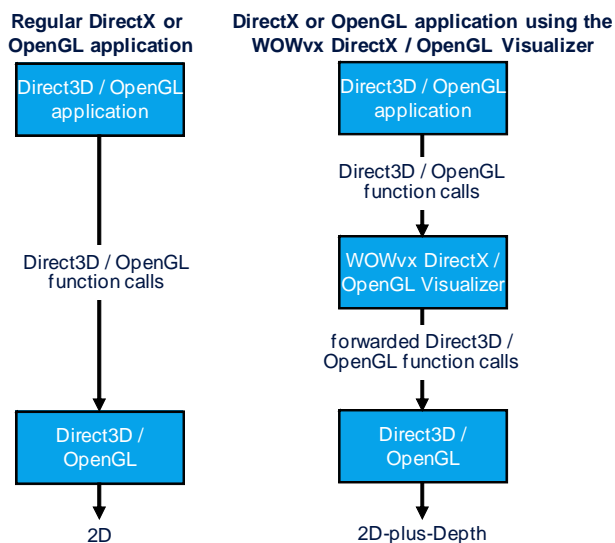 Regular DirectX or
OpenGL application
Direct3D / OpenGL
application
Direct3D / OpenGL
function calls
Direct3D /
OpenGL
2D
DirectX or OpenGL application using the
WOWvx DirectX / OpenGL Visualizer
Direct3D / OpenGL
application
Direct3D / OpenGL
function calls
WOWvx DirectX /
OpenGL Visualizer
forwarded Direct3D /
OpenGL function calls
Direct3D /
OpenGL
2D-plus-Depth